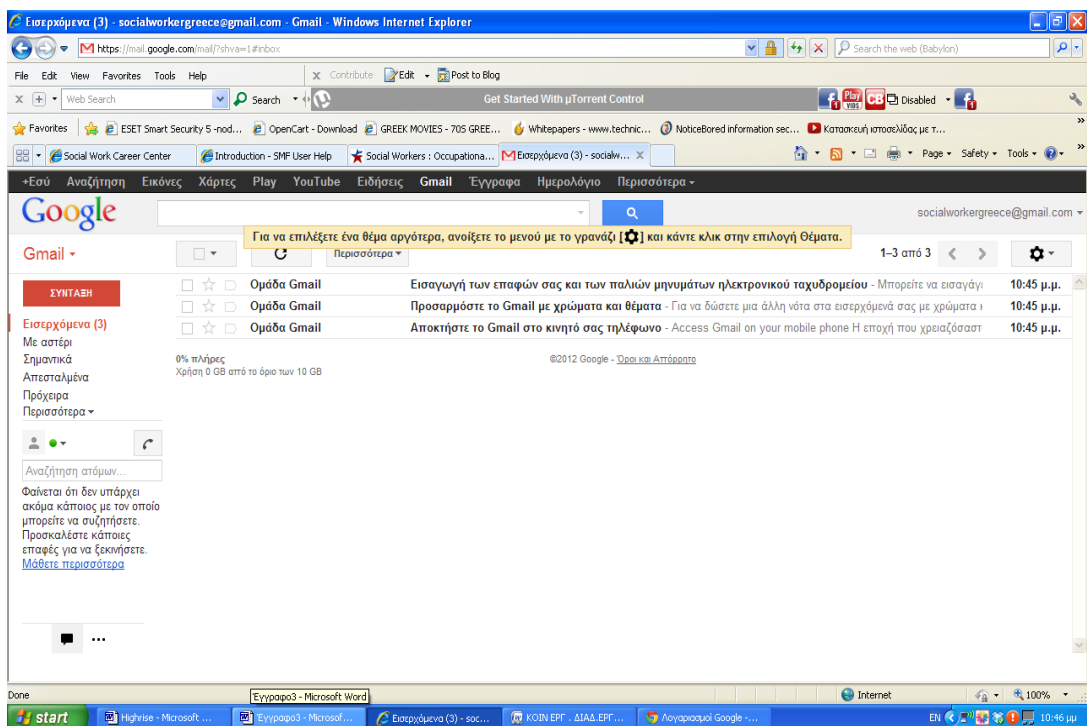 Εισερχόμενα (3) - socialworkergreece@gmail.com - Gmail - Windows Internet Explorer
https://mail.google.com/mail/?shva=1#inbox
Search the web (Babylon)
File Edit View Favorites Tools Help
x Contribute Edit Post to Blog
Web Search Search Get Started With µTorrent Control Play VIDS CB Disabled
Favorites ESET Smart Security 5 -nod... OpenCart - Download GREEK MOVIES - 70S GREE... Whitepapers - www.technic... NoticeBored information sec... Κατασκευή ιστοσελίδας με τ...
Social Work Career Center Introduction - SMF User Help Social Workers : Occupationa... Εισερχόμενα (3) - socialw... Page Safety Tools
+Εσύ Αναζήτηση Εικόνες Χάρτες Play YouTube Ειδήσεις Gmail Έγγραφα Ημερολόγιο Περισσότερα
Google socialworkergreece@gmail.com
Για να επιλέξετε ένα θέμα αργότερα, ανοίξετε το μενού με το γρανάζι [ ] και κάντε κλικ στην επιλογή Θέματα.
Gmail Περισσότερα 1–3 από 3
ΣΥΝΤΑΞΗ
Ομάδα Gmail Εισαγωγή των επαφών σας και των παλιών μηνυμάτων ηλεκτρονικού ταχυδρομείου - Μπορείτε να εισαγάγι 10:45 μ.μ.
Ομάδα Gmail Προσαρμόστε το Gmail με χρώματα και θέματα - Για να δώσετε μια άλλη νότα στα εισερχόμενά σας με χρώματα κ 10:45 μ.μ.
Ομάδα Gmail Αποκτήστε το Gmail στο κινητό σας τηλέφωνο - Access Gmail on your mobile phone Η εποχή που χρειαζόσαστ 10:45 μ.μ.
Εισερχόμενα (3)
Με αστέρι
Σημαντικά
Απεσταλμένα
Πρόχειρα
Περισσότερα
0% πλήρες
Χρήση 0 GB από το όριο των 10 GB
©2012 Google - Όροι και Απόρρητο
Αναζήτηση ατόμων...
Φαίνεται ότι δεν υπάρχει
ακόμα κάποιος με τον οποίο
μπορείτε να συζητήσετε.
Προσκαλέστε κάποιες
επαφές για να ξεκινήσετε.
Μάθετε περισσότερα
Done Internet 100%
Έγγραφο3 - Microsoft Word
start Highrise - Microsoft ... Έγγραφο3 - Microsof... Εισερχόμενα (3) - soc... ΚΟΙΝ ΕΡΓ . ΔΙΑΔ.ΕΡΓ... Λογαριασμοί Google -... EN 10:46 μμ